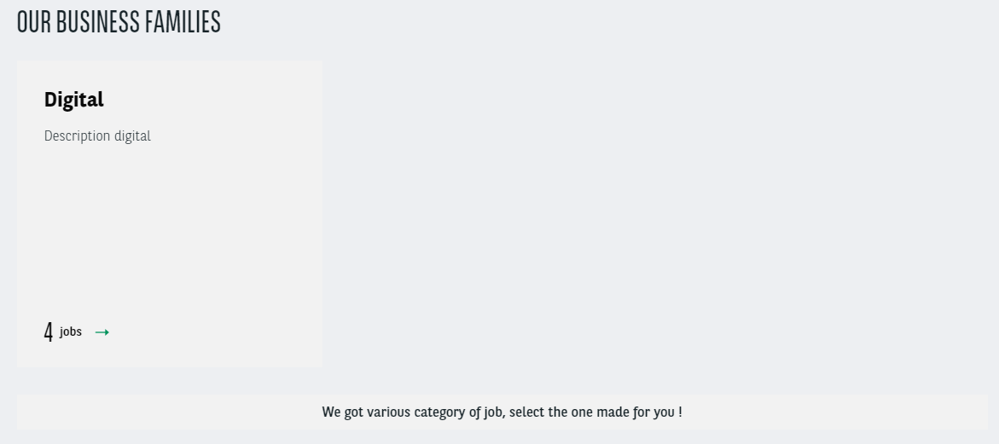 OUR BUSINESS FAMILIES
Digital
Description digital
4 jobs →
We got various category of job, select the one made for you !